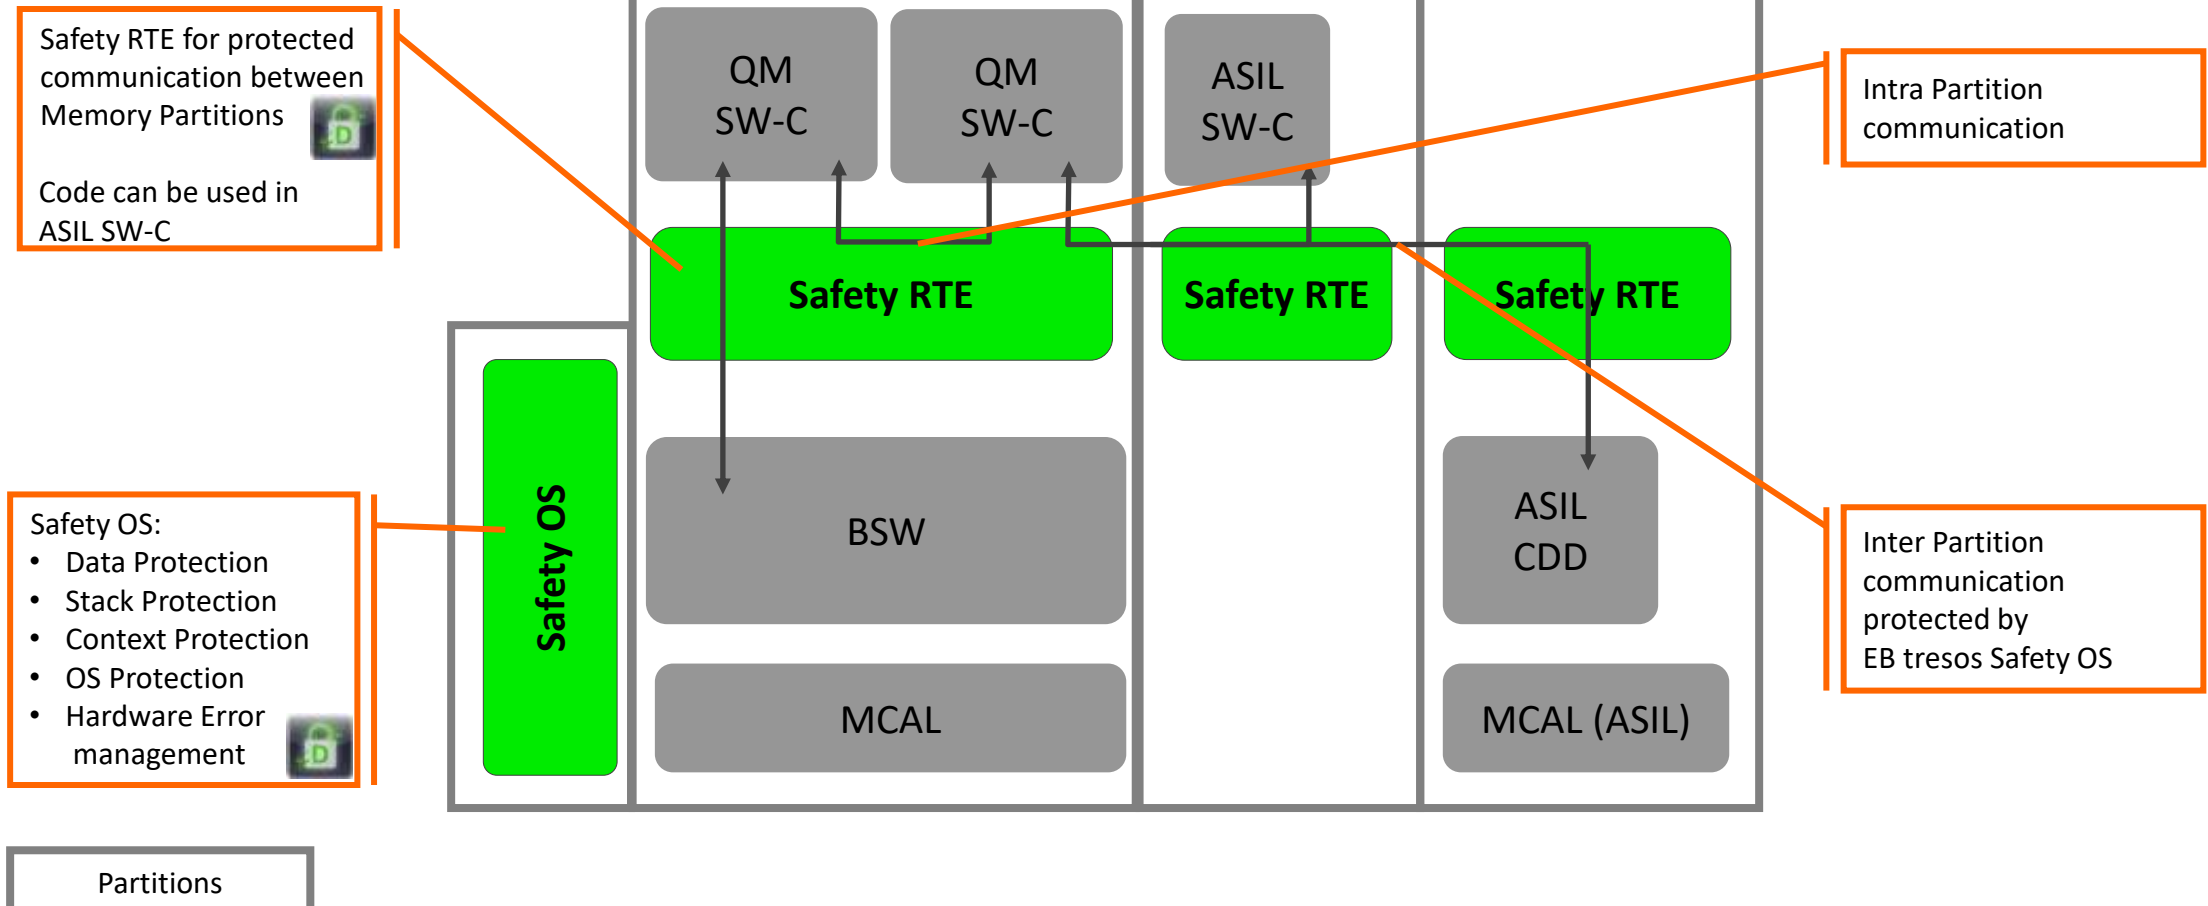 Safety RTE for protected
communication between
Memory Partitions
D
Code can be used in
ASIL SW-C
QM
SW-C
QM
SW-C
ASIL
SW-C
Intra Partition
communication
Safety RTE
Safety RTE
Safety RTE
Safety OS
Safety OS:
• Data Protection
• Stack Protection
• Context Protection
• OS Protection
• Hardware Error
management
D
BSW
ASIL
CDD
MCAL
MCAL (ASIL)
Inter Partition
communication
protected by
EB tresos Safety OS
Partitions